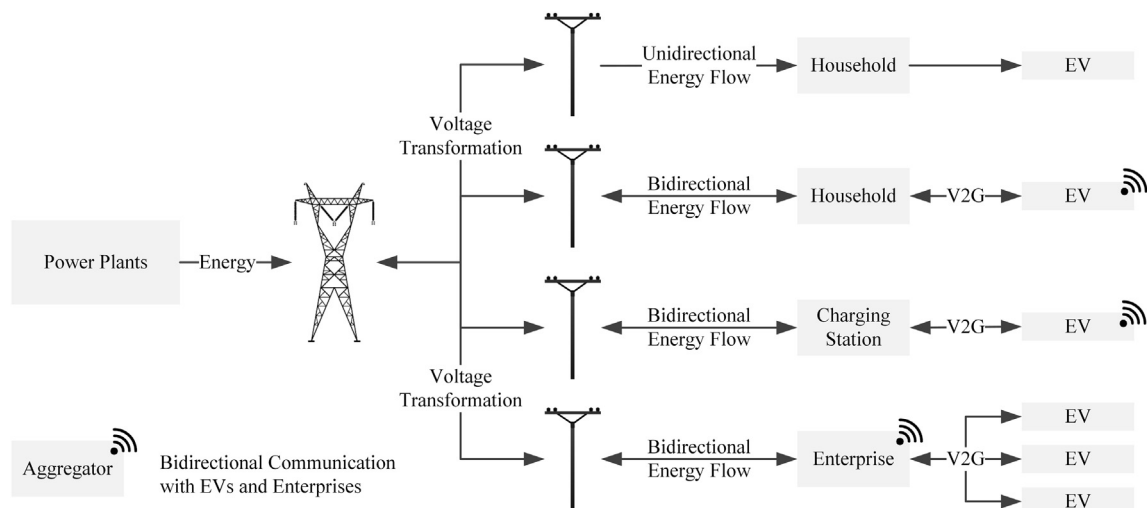 Unidirectional
Energy Flow
Household
EV
Voltage
Transformation
Bidirectional
Energy Flow
Household
V2G
EV
Power Plants
Energy
Bidirectional
Energy Flow
Charging
Station
V2G
EV
Voltage
Transformation
EV
Bidirectional
Energy Flow
Enterprise
V2G
EV
EV
Aggregator
Bidirectional Communication
with EVs and Enterprises